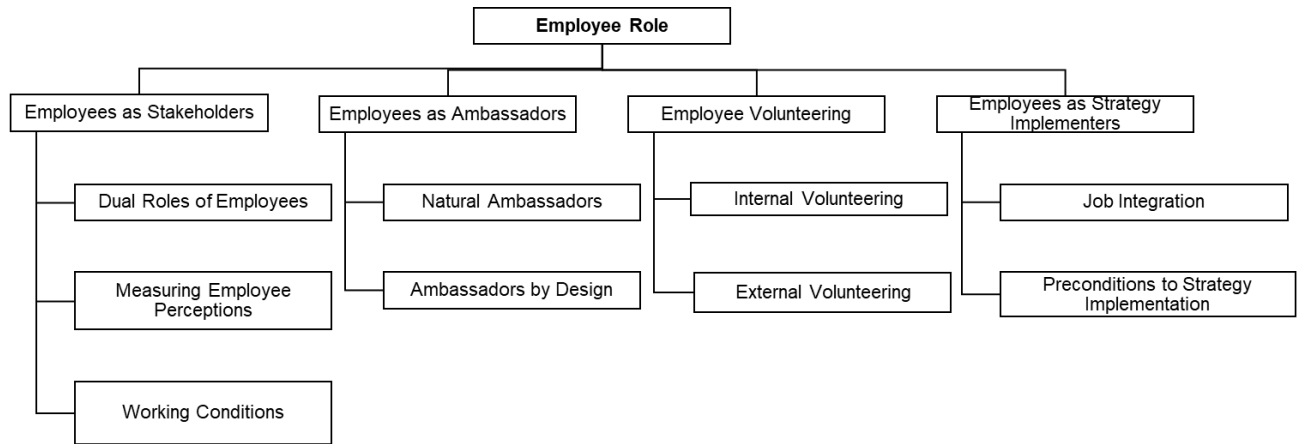 Employee Role
Employees as Stakeholders
Employees as Ambassadors
Employee Volunteering
Employees as Strategy
Implementers
Dual Roles of Employees
Natural Ambassadors
Internal Volunteering
Job Integration
Measuring Employee
Perceptions
Ambassadors by Design
External Volunteering
Preconditions to Strategy
Implementation
Working Conditions